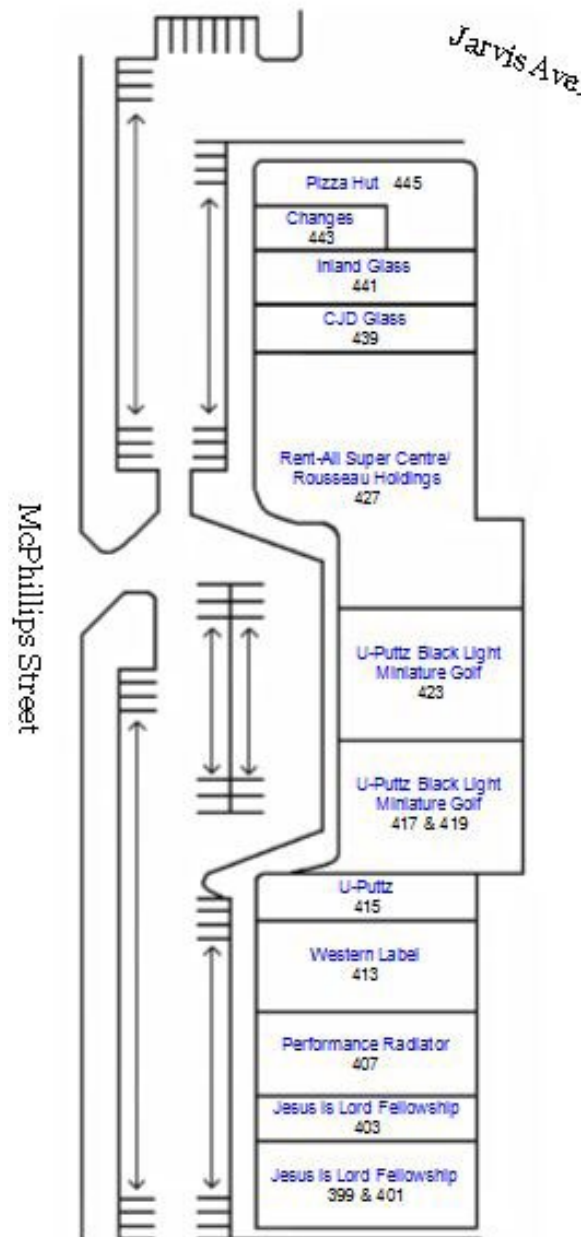 Jarvis Ave.
Pizza Hut 445
Changes
443
Inland Glass
441
CJD Glass
439
Rent-All Super Centre/
Rousseau Holdings
427
McPhillips Street
U-Puttz Black Light
Miniature Golf
423
U-Puttz Black Light
Miniature Golf
417 & 419
U-Puttz
415
Western Label
413
Performance Radiator
407
Jesus Is Lord Fellowship
403
Jesus Is Lord Fellowship
399 & 401